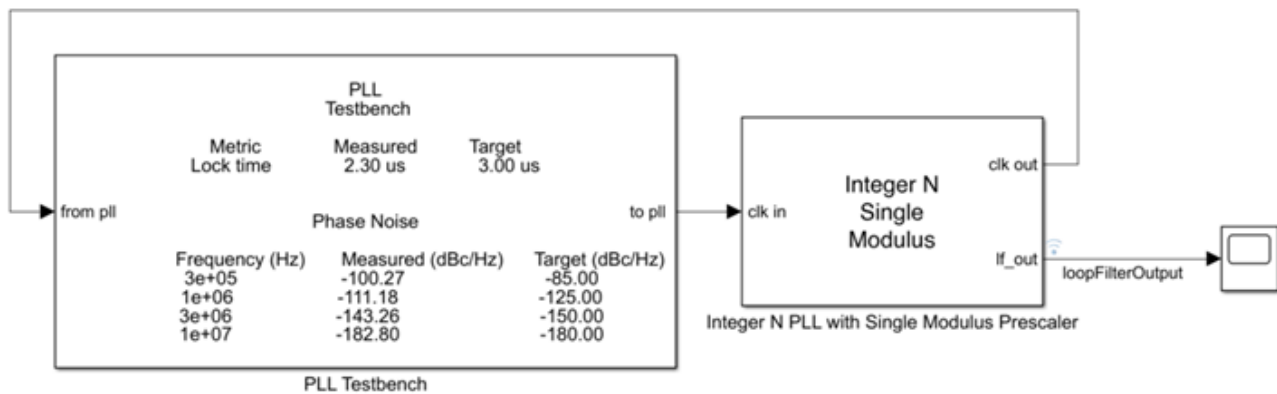 PLL
Testbench
Metric Measured Target
Lock time 2.30 us 3.00 us
from pll
to pll
Phase Noise
Frequency (Hz) Measured (dBc/Hz) Target (dBc/Hz)
3e+05 -100.27 -85.00
1e+06 -111.18 -125.00
3e+06 -143.26 -150.00
1e+07 -182.80 -180.00
PLL Testbench
clk in
Integer N
Single
Modulus
clk out
lf_out
Integer N PLL with Single Modulus Prescaler
loopFilterOutput